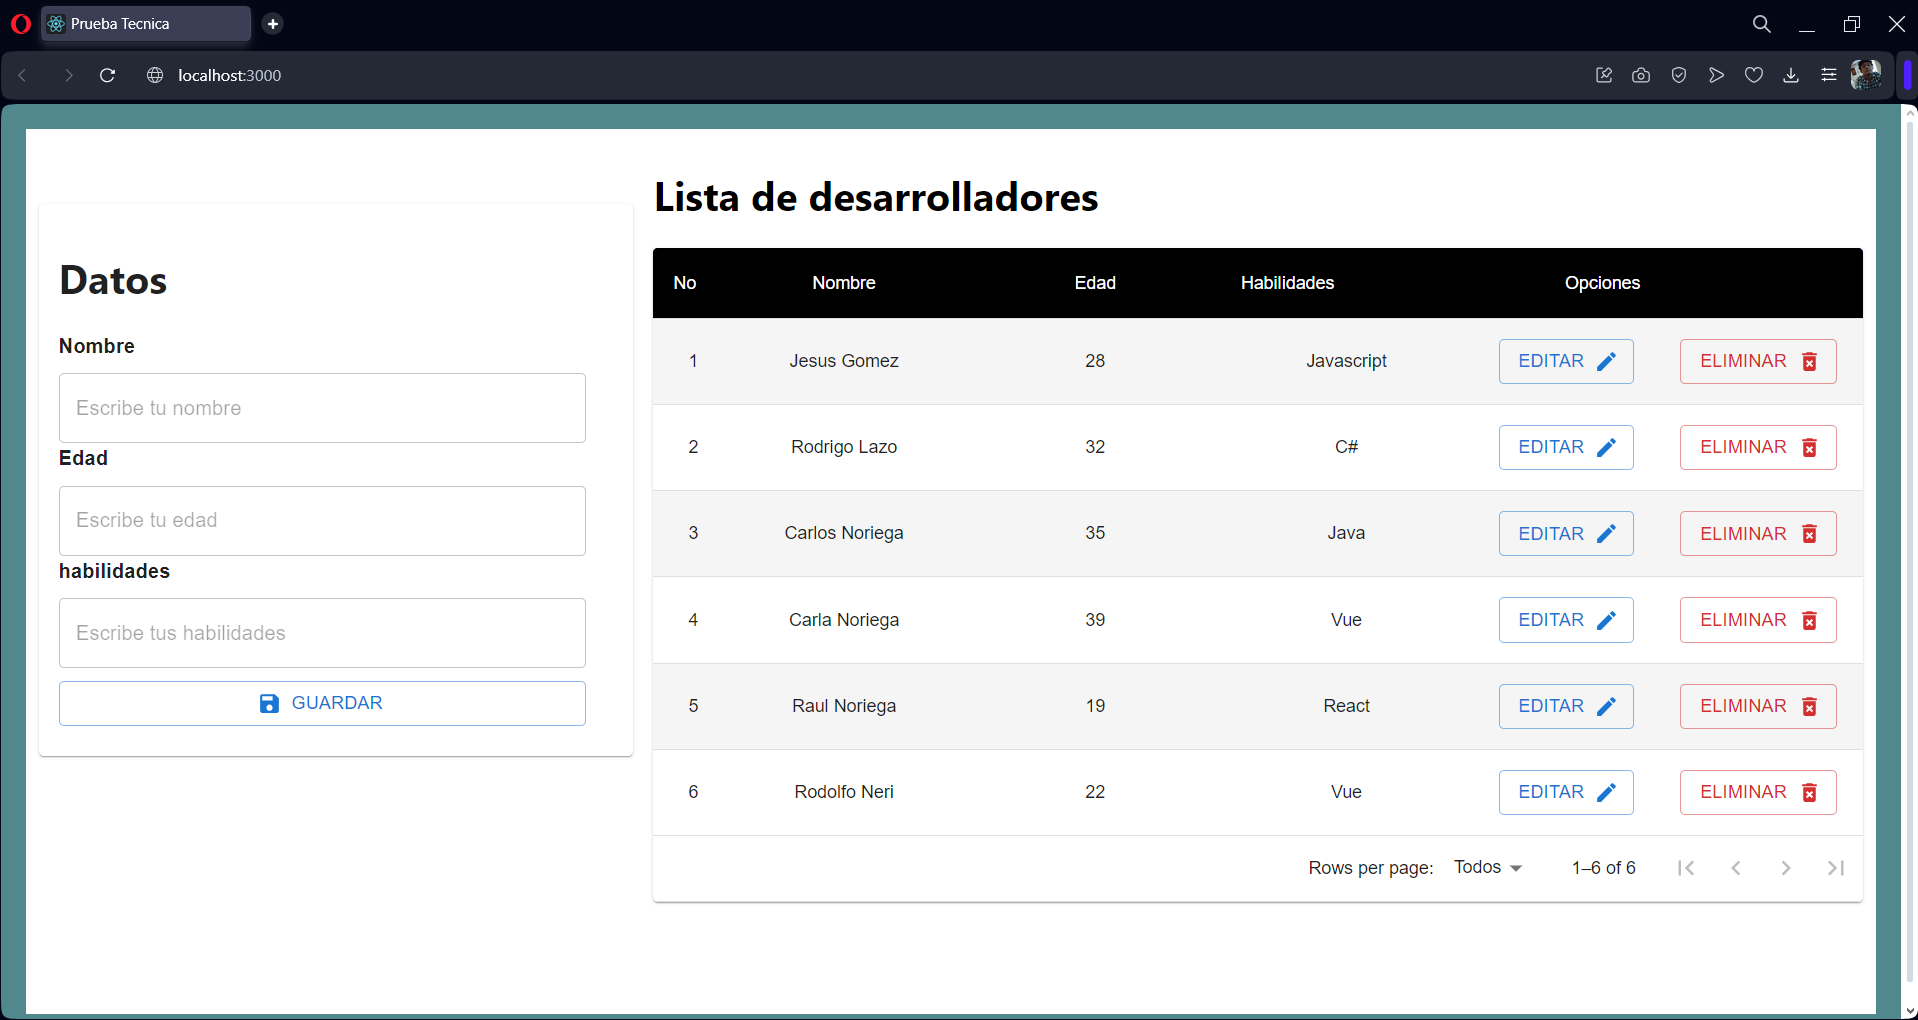 Prueba Tecnica
localhost:3000
Datos
Nombre
Escribe tu nombre
Edad
Escribe tu edad
habilidades
Escribe tus habilidades
GUARDAR
Lista de desarrolladores
No Nombre Edad Habilidades Opciones
1 Jesus Gomez 28 Javascript EDITAR ELIMINAR
2 Rodrigo Lazo 32 C# EDITAR ELIMINAR
3 Carlos Noriega 35 Java EDITAR ELIMINAR
4 Carla Noriega 39 Vue EDITAR ELIMINAR
5 Raul Noriega 19 React EDITAR ELIMINAR
6 Rodolfo Neri 22 Vue EDITAR ELIMINAR
Rows per page: Todos 1–6 of 6